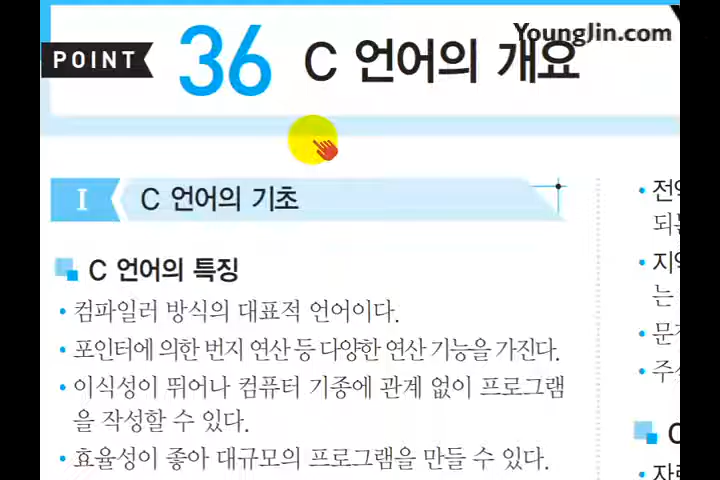 YoungJin.com
POINT 36 C 언어의 개요
I C 언어의 기초
C 언어의 특징
• 컴파일러 방식의 대표적 언어이다.
• 포인터에 의한 번지 연산 등 다양한 연산 기능을 가진다.
• 이식성이 뛰어나 컴퓨터 기종에 관계 없이 프로그램
을 작성할 수 있다.
• 효율성이 좋아 대규모의 프로그램을 만들 수 있다.
는